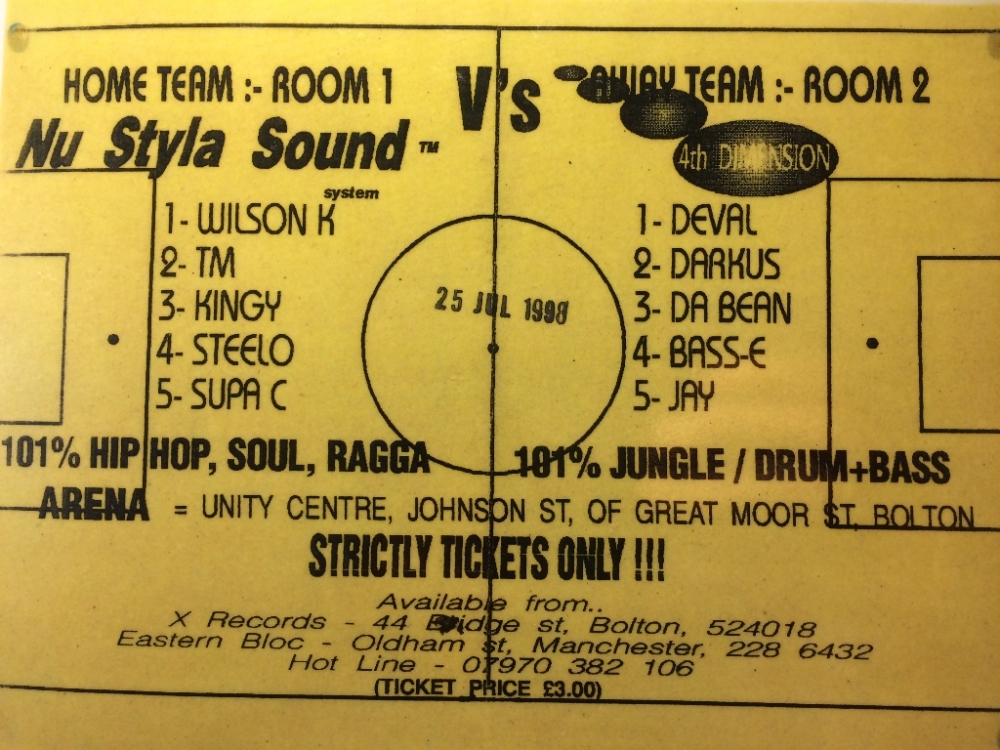 HOME TEAM :- ROOM 1
V's
AWAY TEAM :- ROOM 2
Nu Styla Sound ™
system
4th DIMENSION
1- WILSON K
2- TM
3- KINGY
4- STEELO
5- SUPA C
25 JUL 1998
1- DEVAL
2- DARKUS
3- DA BEAN
4- BASS-E
5- JAY
101% HIP HOP, SOUL, RAGGA
101% JUNGLE / DRUM+BASS
ARENA = UNITY CENTRE, JOHNSON ST, OF GREAT MOOR ST, BOLTON
STRICTLY TICKETS ONLY !!!
Available from..
X Records - 44 Bridge st, Bolton, 524018
Eastern Bloc - Oldham st, Manchester, 228 6432
Hot Line - 07970 382 106
(TICKET PRICE £3.00)